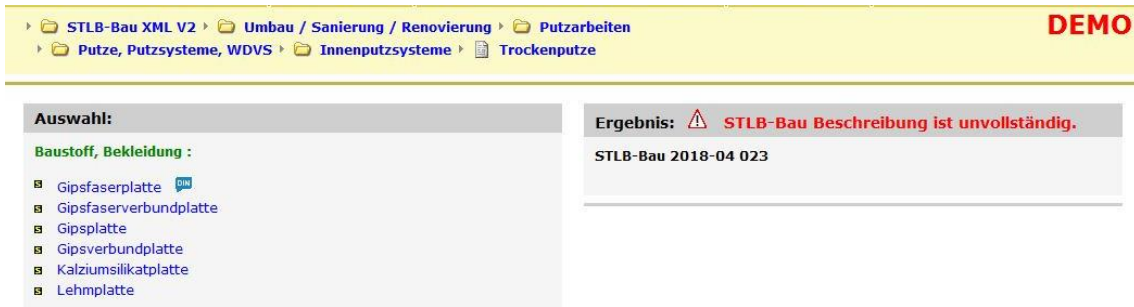 STLB-Bau XML V2 Umbau / Sanierung / Renovierung Putzarbeiten
DEMO
Putze, Putzsysteme, WDVS Innenputzsysteme Trockenputze
Auswahl:
Baustoff, Bekleidung :
Gipsfaserplatte DIN
Gipsfaserverbundplatte
Gipsplatte
Gipsverbundplatte
Kalziumsilikatplatte
Lehmplatte
Ergebnis: STLB-Bau Beschreibung ist unvollständig.
STLB-Bau 2018-04 023